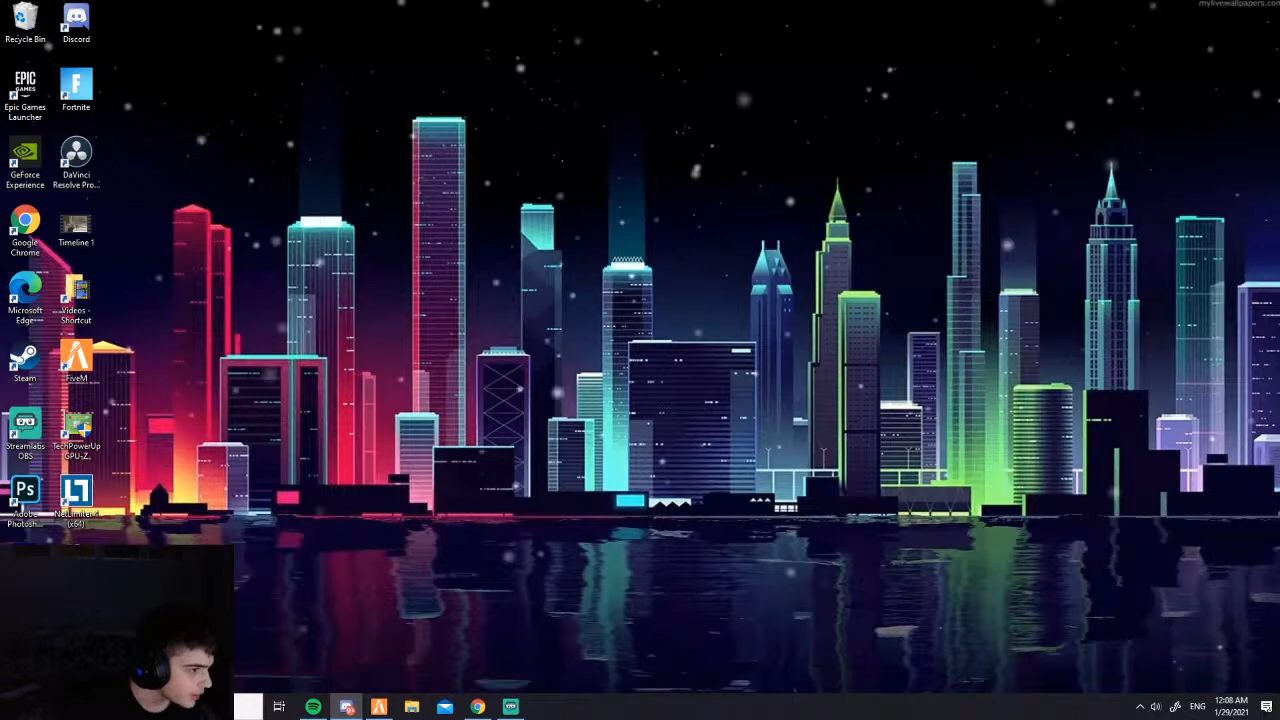 mylivewallpapers.com
Recycle Bin
Discord
EPIC
GAMES
Epic Games
Launcher
F
Fortnite
GeForce
Experience
DaVinci
Resolve Pro...
Google
Chrome
Timeline 1
Microsoft
Edge
Videos -
Shortcut
Steam
FiveM
Streamlabs
OBS
TechPowerUp
GPU-Z
Ps
Adobe
Photosh...
NetLimiter 4
(x64)
ENG
12:08 AM
1/29/2021